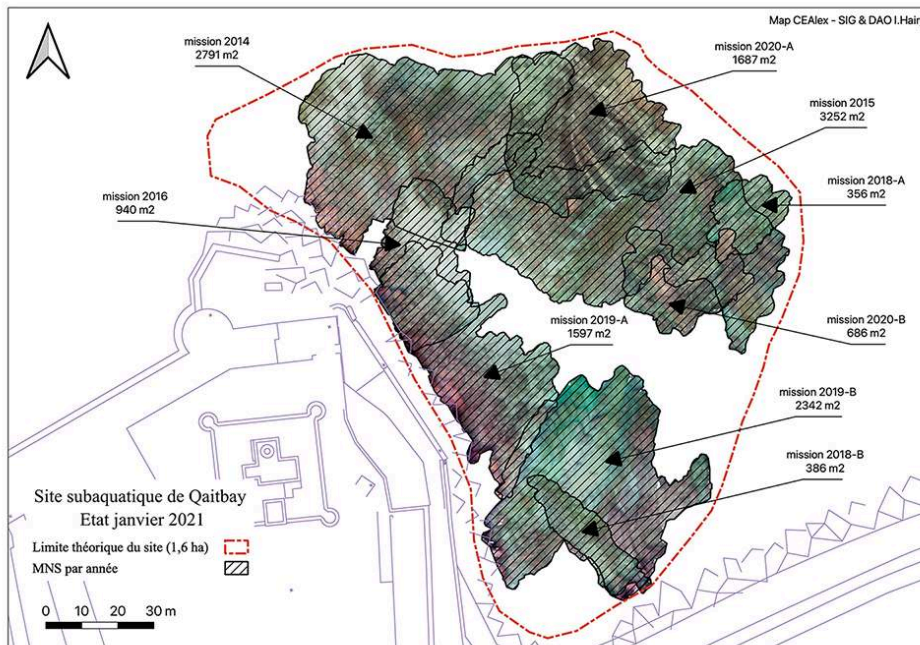 Map CEAlex - SIG & DAO I.Hair
mission 2014
2791 m2
mission 2020-A
1687 m2
mission 2015
3252 m2
mission 2018-A
356 m2
mission 2016
940 m2
mission 2020-B
686 m2
mission 2019-A
1597 m2
mission 2019-B
2342 m2
mission 2018-B
386 m2
Site subaquatique de Qaitbay
Etat janvier 2021
Limite théorique du site (1,6 ha)
MNS par année
0 10 20 30 m